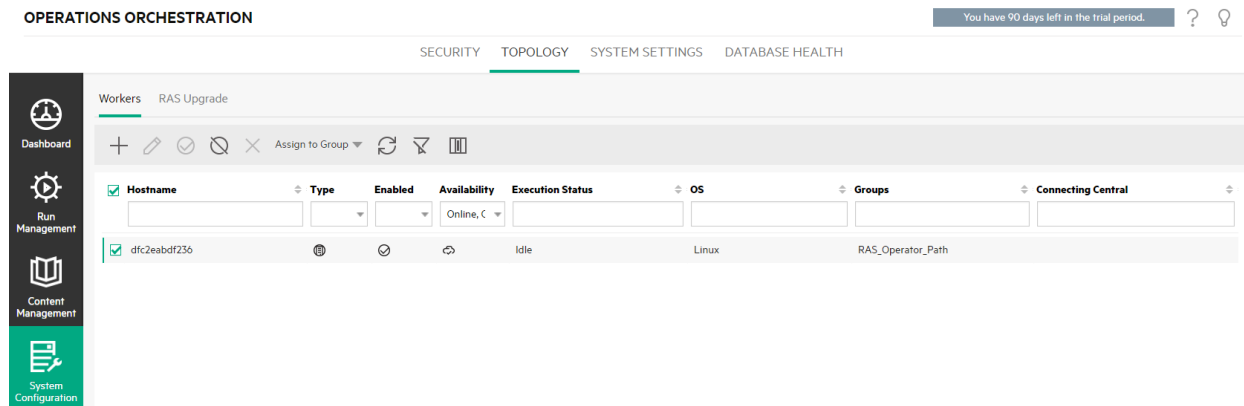 OPERATIONS ORCHESTRATION
You have 90 days left in the trial period.
SECURITY TOPOLOGY SYSTEM SETTINGS DATABASE HEALTH
Dashboard
Run
Management
Content
Management
System
Configuration
Workers RAS Upgrade
Assign to Group
Hostname Type Enabled Availability Execution Status OS Groups Connecting Central
Online, C
dfc2eabdf236 Idle Linux RAS_Operator_Path